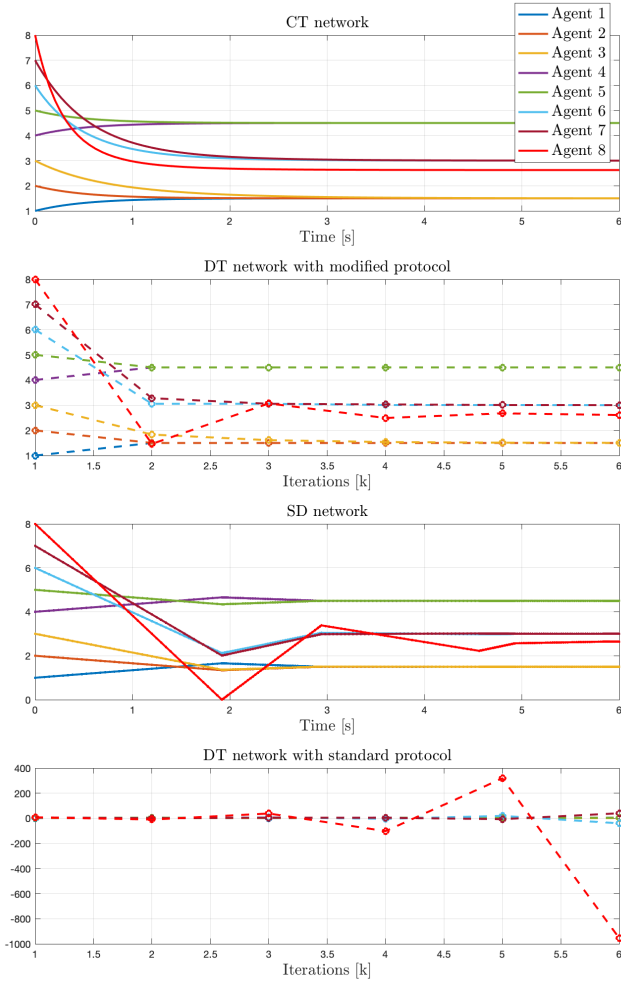 CT network
Agent 1
Agent 2
Agent 3
Agent 4
Agent 5
Agent 6
Agent 7
Agent 8
8
7
6
5
4
3
2
1
0 1 2 3 4 5 6
Time [s]
DT network with modified protocol
8
7
6
5
4
3
2
1
1 1.5 2 2.5 3 3.5 4 4.5 5 5.5 6
Iterations [k]
SD network
8
6
4
2
0
0 1 2 3 4 5 6
Time [s]
DT network with standard protocol
400
200
0
-200
-400
-600
-800
-1000
1 1.5 2 2.5 3 3.5 4 4.5 5 5.5 6
Iterations [k]